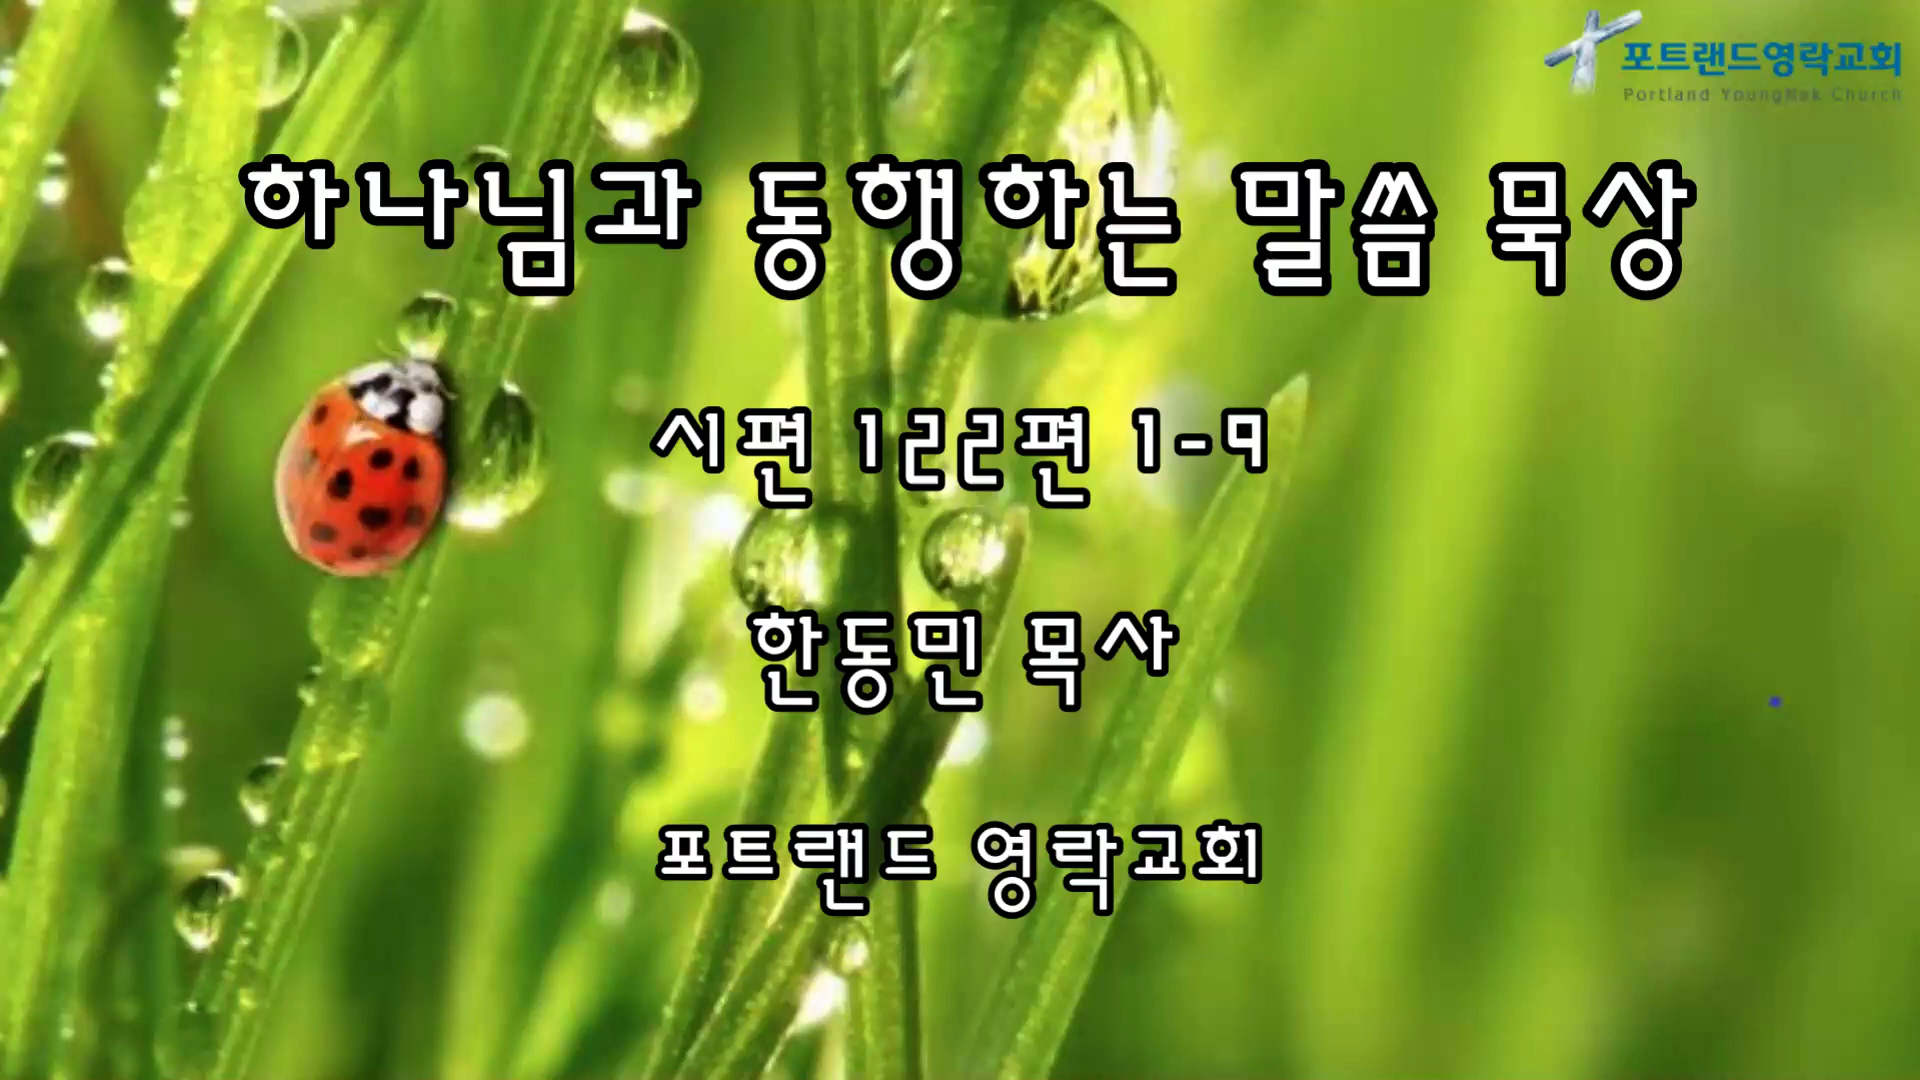 포트랜드영락교회
Portland YoungNak Church
하나님과 동행하는 말씀 묵상
시편 122편 1-9
한동민 목사
포트랜드 영락교회